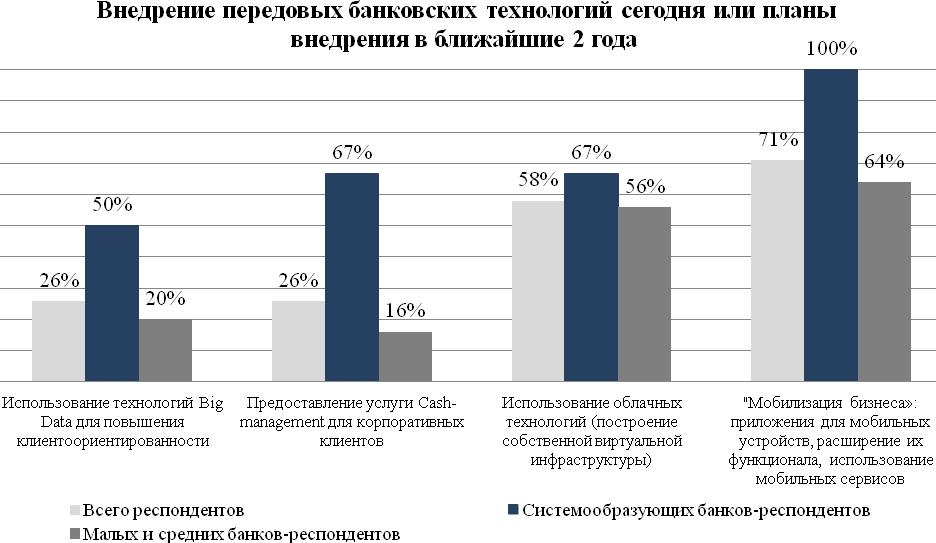 Внедрение передовых банковских технологий сегодня или планы
внедрения в ближайшие 2 года
26%
50%
20%
26%
67%
16%
58%
67%
56%
71%
100%
64%
Использование технологий Big
Data для повышения
клиентоориентированности
Предоставление услуги Cash-
management для корпоративных
клиентов
Использование облачных
технологий (построение
собственной виртуальной
инфраструктуры)
"Мобилизация бизнеса»:
приложения для мобильных
устройств, расширение их
функционала, использование
мобильных сервисов
Всего респондентов
Системообразующих банков-респондентов
Малых и средних банков-респондентов